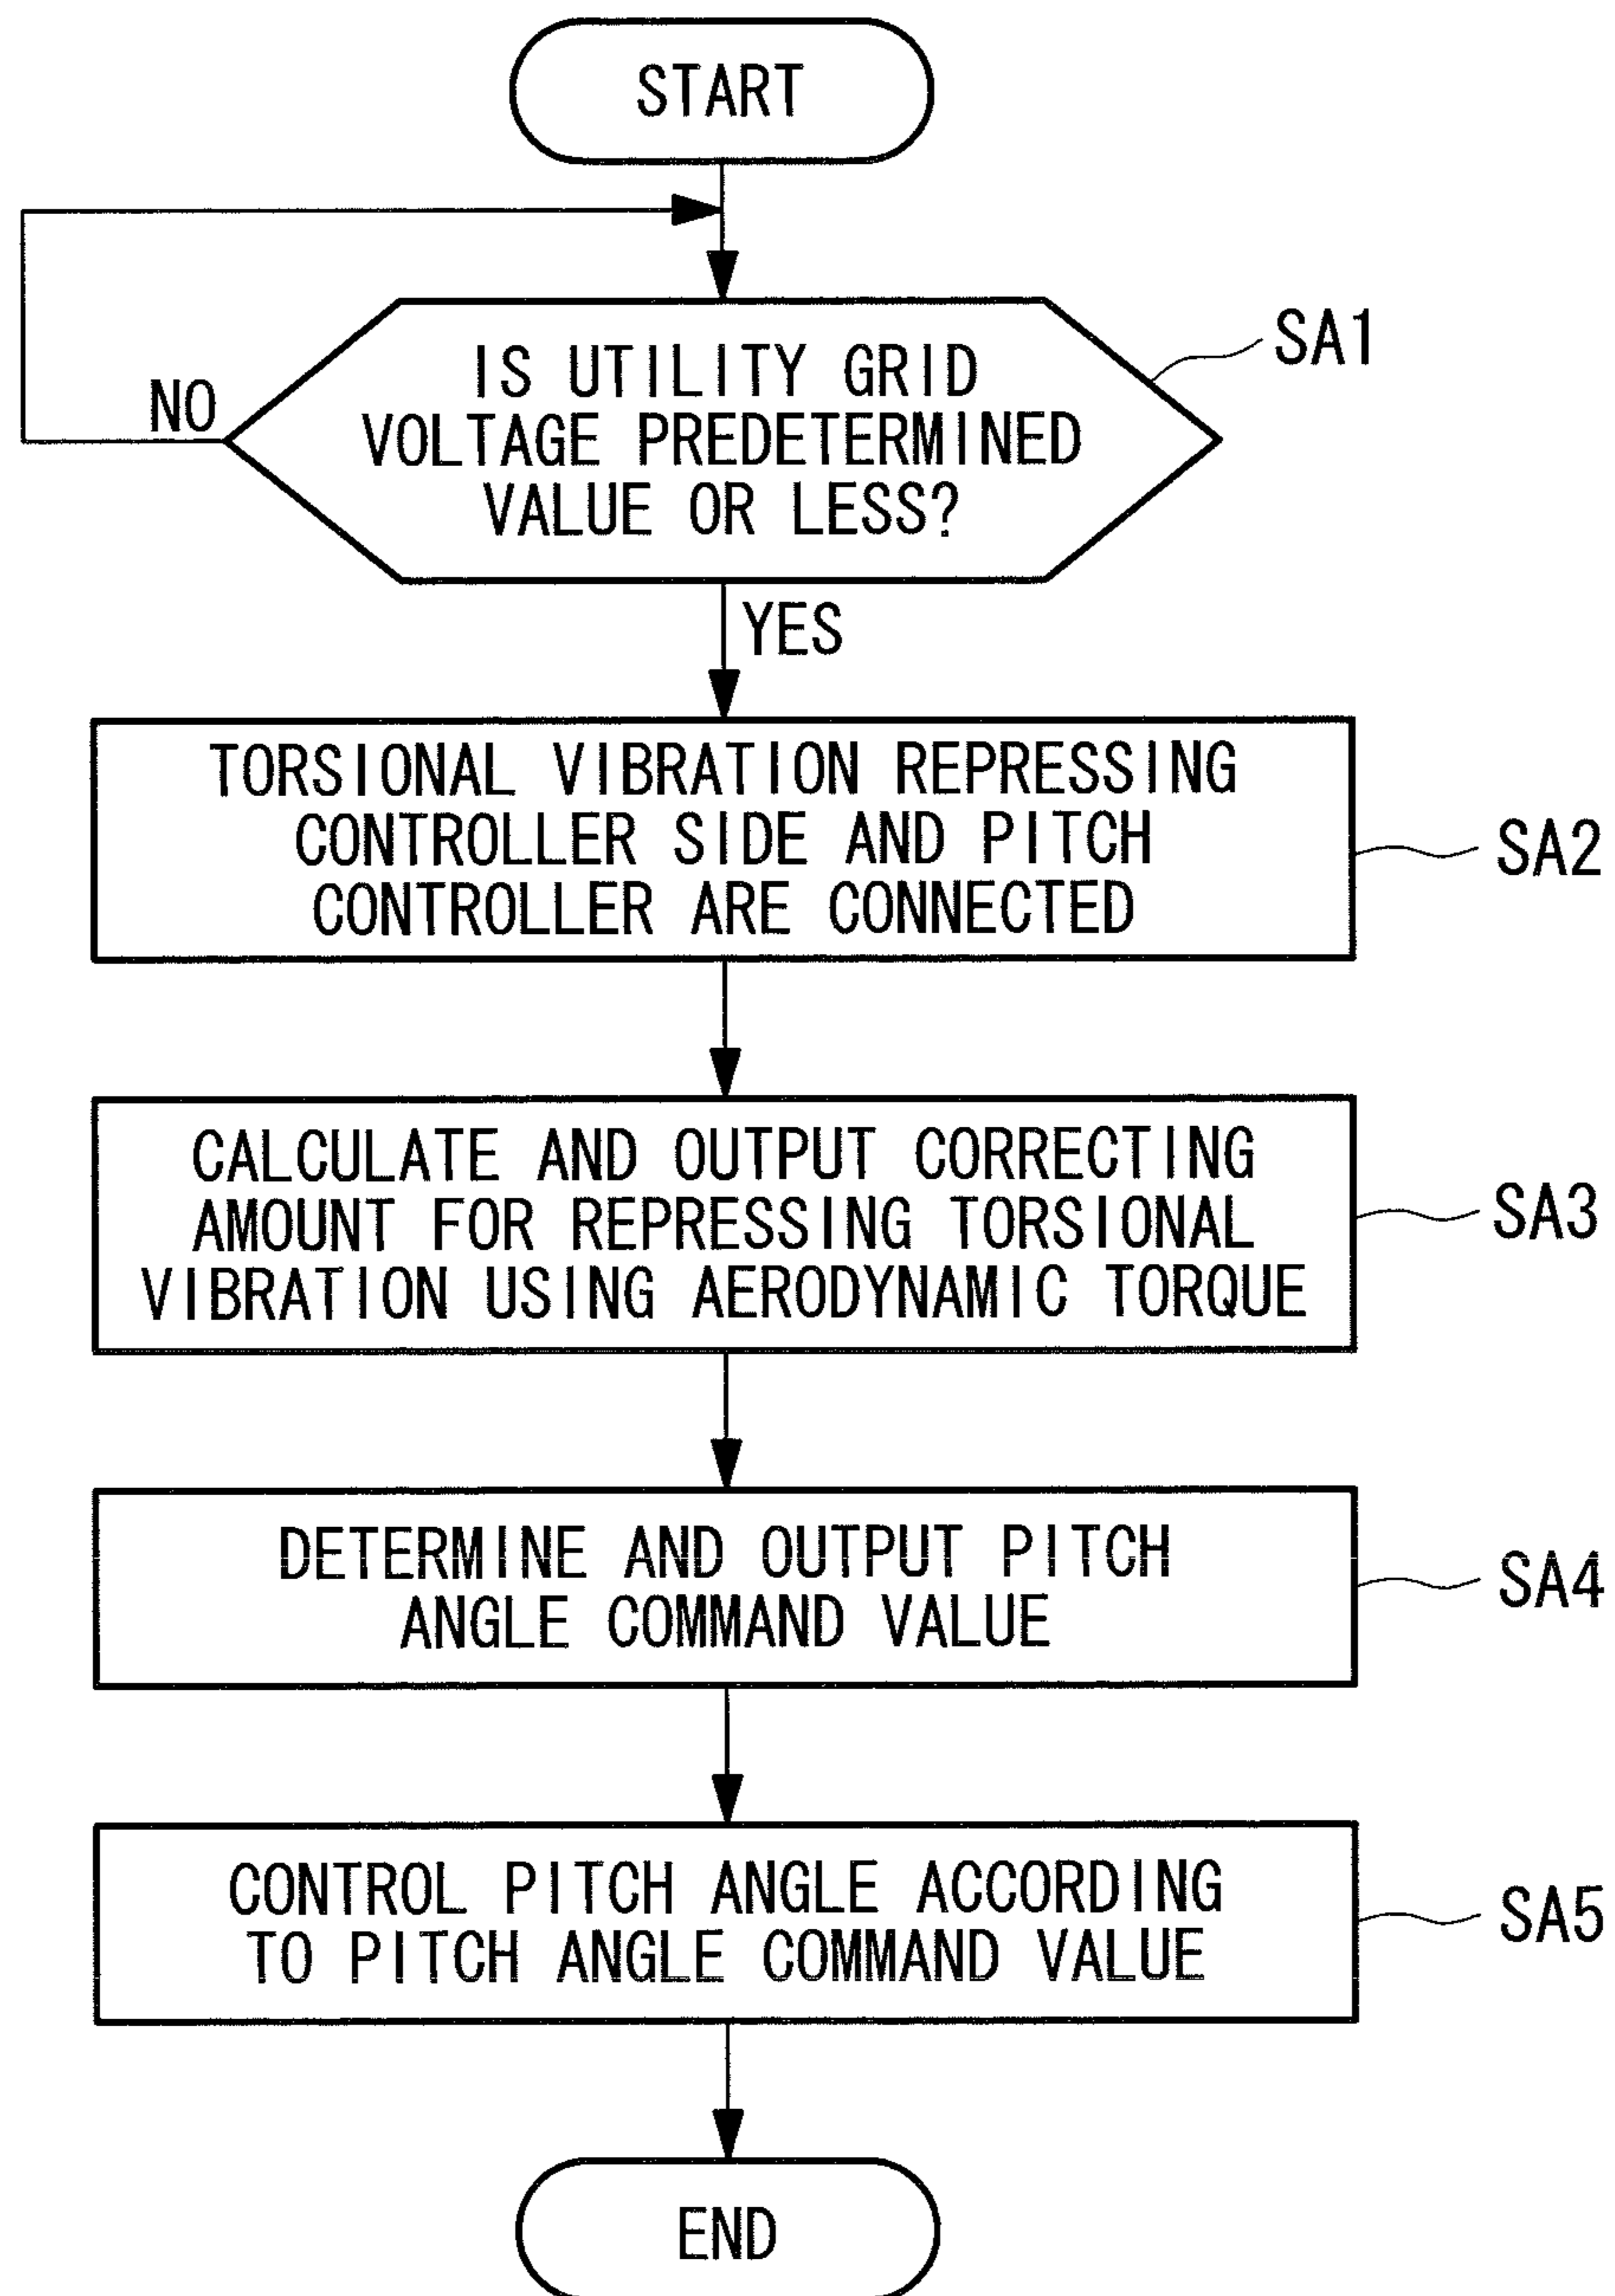 START
IS UTILITY GRID
VOLTAGE PREDETERMINED
VALUE OR LESS?
SA1
NO
YES
TORSIONAL VIBRATION REPRESSING
CONTROLLER SIDE AND PITCH
CONTROLLER ARE CONNECTED
SA2
CALCULATE AND OUTPUT CORRECTING
AMOUNT FOR REPRESSING TORSIONAL
VIBRATION USING AERODYNAMIC TORQUE
SA3
DETERMINE AND OUTPUT PITCH
ANGLE COMMAND VALUE
SA4
CONTROL PITCH ANGLE ACCORDING
TO PITCH ANGLE COMMAND VALUE
SA5
END